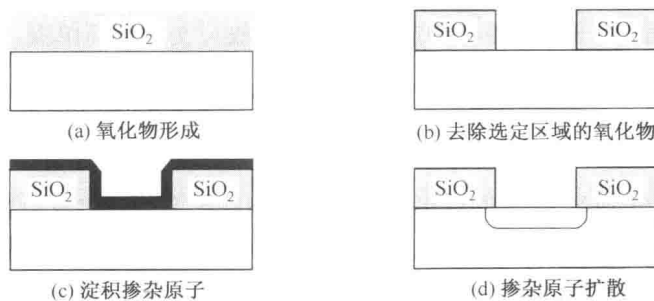 SiO₂
(a) 氧化物形成
SiO₂ SiO₂
(b) 去除选定区域的氧化物
SiO₂ SiO₂
(c) 淀积掺杂原子
SiO₂ SiO₂
(d) 掺杂原子扩散